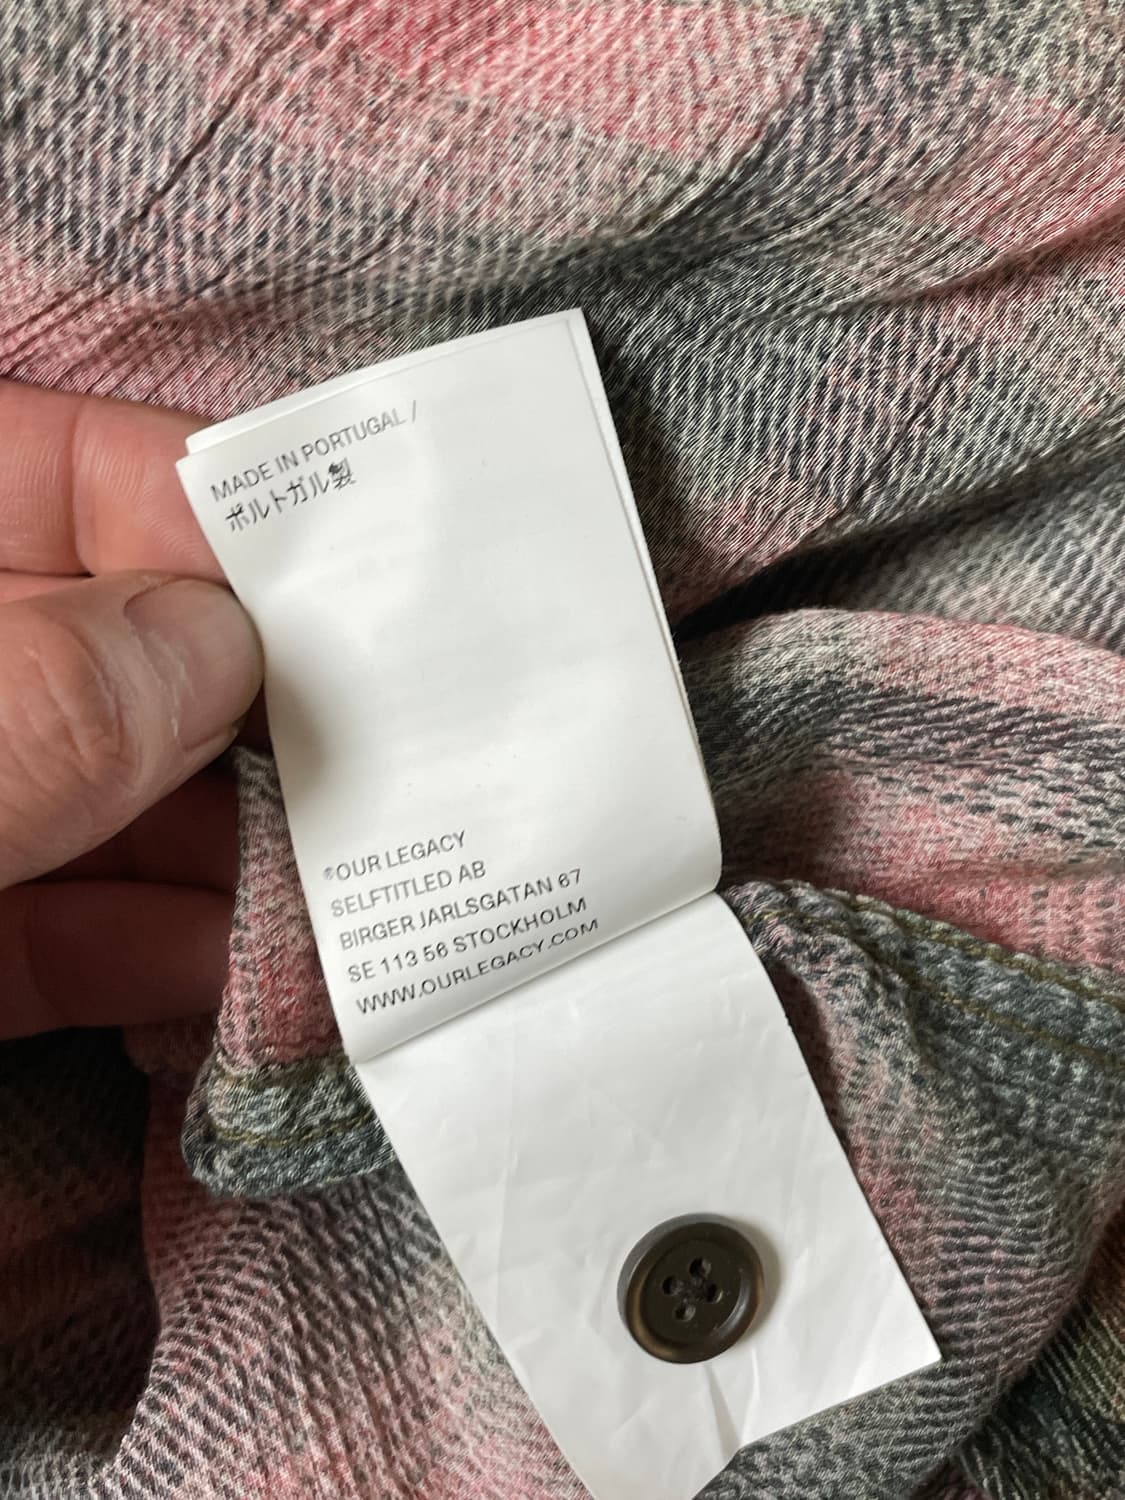 MADE IN PORTUGAL /
ポルトガル製
®OUR LEGACY
SELFTITLED AB
BIRGER JARLSGATAN 67
SE 113 56 STOCKHOLM
WWW.OURLEGACY.COM